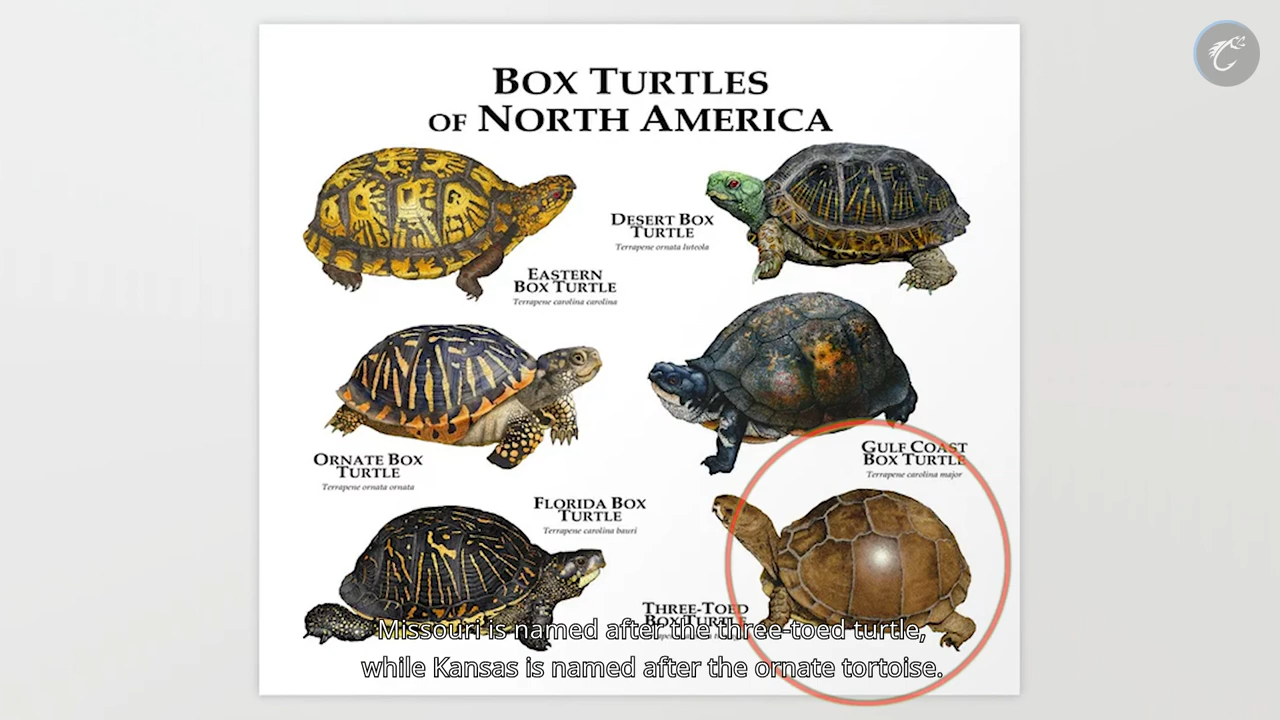 BOX TURTLES
OF NORTH AMERICA
DESERT BOX
TURTLE
Terrapene ornata luteola
EASTERN
BOX TURTLE
Terrapene carolina carolina
GULF COAST
BOX TURTLE
Terrapene carolina major
ORNATE BOX
TURTLE
Terrapene ornata ornata
FLORIDA BOX
TURTLE
Terrapene carolina bauri
THREE-TOED
BOX TURTLE
Missouri is named after the three-toed turtle,
while Kansas is named after the ornate tortoise.